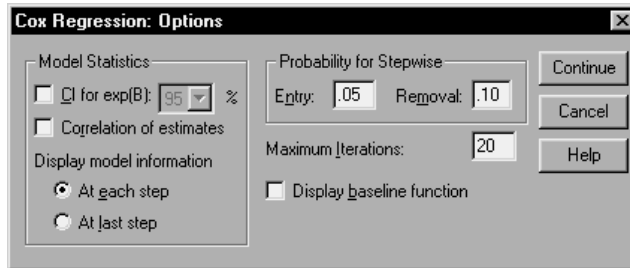 Cox Regression: Options
Model Statistics
CI for exp(B): 95 %
Correlation of estimates
Display model information
At each step
At last step
Probability for Stepwise
Entry: .05 Removal: .10
Maximum Iterations: 20
Display baseline function
Continue
Cancel
Help